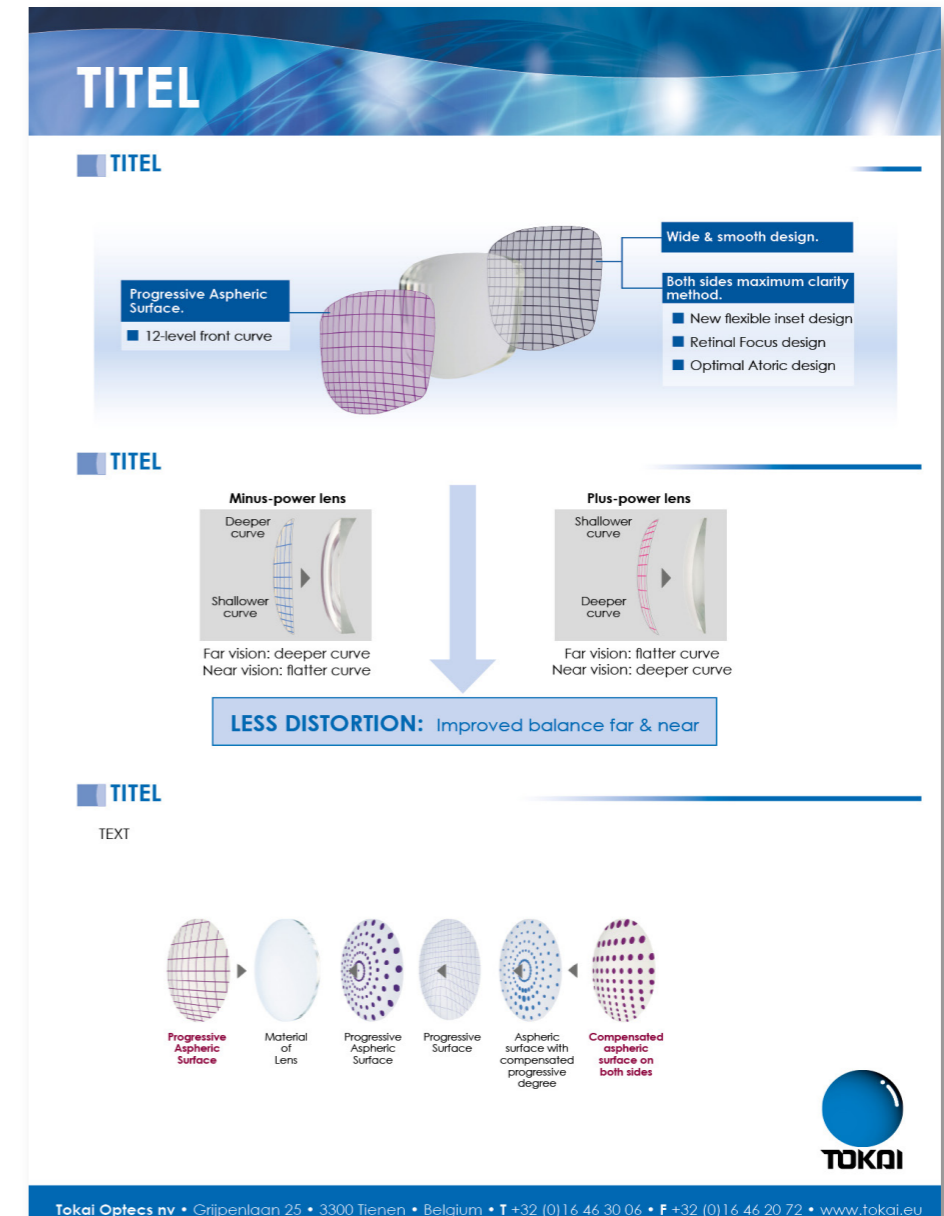 TITEL
TITEL
Wide & smooth design.
Progressive Aspheric
Surface.
12-level front curve
Both sides maximum clarity
method.
New flexible inset design
Retinal Focus design
Optimal Atoric design
TITEL
Minus-power lens
Deeper
curve
Shallower
curve
Far vision: deeper curve
Near vision: flatter curve
Plus-power lens
Shallower
curve
Deeper
curve
Far vision: flatter curve
Near vision: deeper curve
LESS DISTORTION: Improved balance far & near
TITEL
TEXT
Progressive
Aspheric
Surface
Material
of
Lens
Progressive
Aspheric
Surface
Progressive
Surface
Aspheric
surface with
compensated
progressive
degree
Compensated
aspheric
surface on
both sides
TOKAI
Tokai Optecs nv • Grijpenlaan 25 • 3300 Tienen • Belgium • T +32 (0)16 46 30 06 • F +32 (0)16 46 20 72 • www.tokai.eu